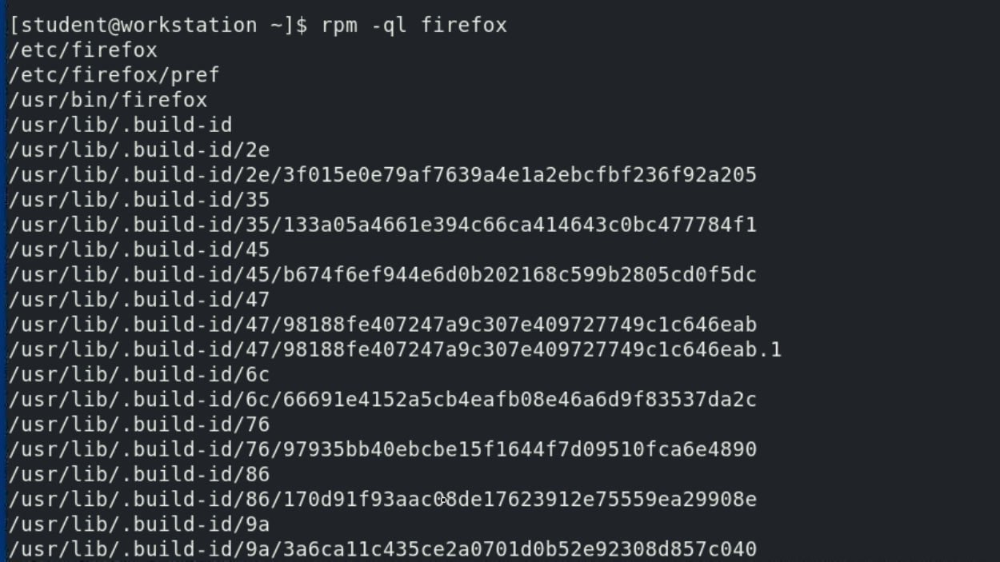 [student@workstation ~]$ rpm -ql firefox
/etc/firefox
/etc/firefox/pref
/usr/bin/firefox
/usr/lib/.build-id
/usr/lib/.build-id/2e
/usr/lib/.build-id/2e/3f015e0e79af7639a4e1a2ebcfbf236f92a205
/usr/lib/.build-id/35
/usr/lib/.build-id/35/133a05a4661e394c66ca414643c0bc477784f1
/usr/lib/.build-id/45
/usr/lib/.build-id/45/b674f6ef944e6d0b202168c599b2805cd0f5dc
/usr/lib/.build-id/47
/usr/lib/.build-id/47/98188fe407247a9c307e409727749c1c646eab
/usr/lib/.build-id/47/98188fe407247a9c307e409727749c1c646eab.1
/usr/lib/.build-id/6c
/usr/lib/.build-id/6c/66691e4152a5cb4eafb08e46a6d9f83537da2c
/usr/lib/.build-id/76
/usr/lib/.build-id/76/97935bb40ebcbe15f1644f7d09510fca6e4890
/usr/lib/.build-id/86
/usr/lib/.build-id/86/170d91f93aac08de17623912e75559ea29908e
/usr/lib/.build-id/9a
/usr/lib/.build-id/9a/3a6ca11c435ce2a0701d0b52e92308d857c040